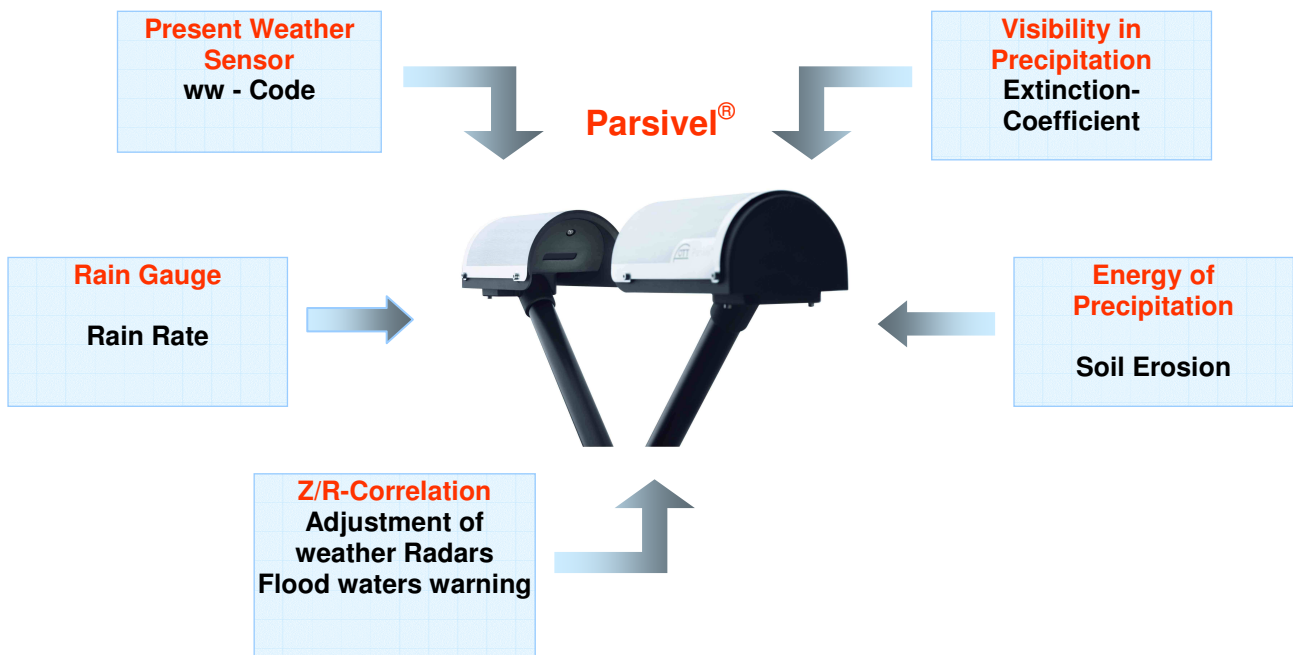 Present Weather
Sensor
ww - Code
Parsivel®
Visibility in
Precipitation
Extinction-
Coefficient
Rain Gauge
Rain Rate
Energy of
Precipitation
Soil Erosion
Z/R-Correlation
Adjustment of
weather Radars
Flood waters warning